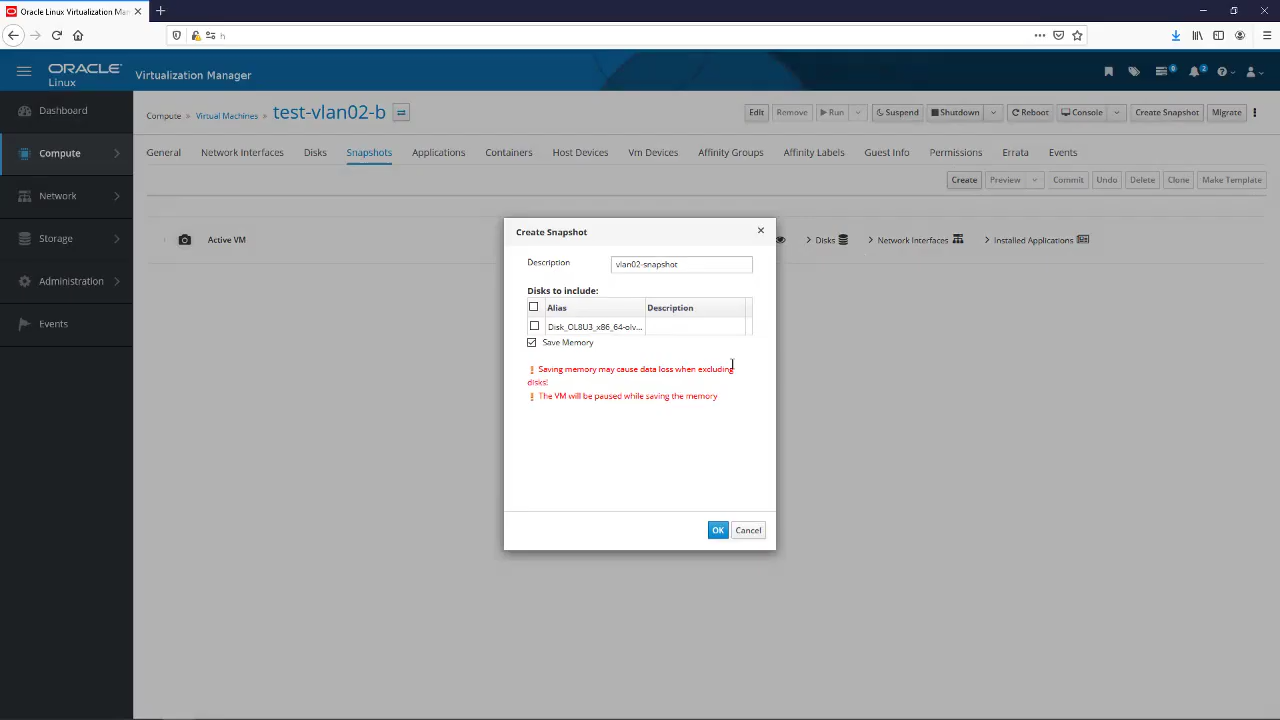 Oracle Linux Virtualization Man
h
ORACLE
Linux
Virtualization Manager
6
2
Dashboard
Compute
Network
Storage
Administration
Events
Compute » Virtual Machines » test-vlan02-b
Edit Remove Run Suspend Shutdown Reboot Console Create Snapshot Migrate
General Network Interfaces Disks Snapshots Applications Containers Host Devices Vm Devices Affinity Groups Affinity Labels Guest Info Permissions Errata Events
Create Preview Commit Undo Delete Clone Make Template
Active VM
Disks Network Interfaces Installed Applications
Create Snapshot
Description vlan02-snapshot
Disks to include:
Alias Description
Disk_OL8U3_x86_64-olv...
Save Memory
Saving memory may cause data loss when excluding
disks!
The VM will be paused while saving the memory
OK Cancel